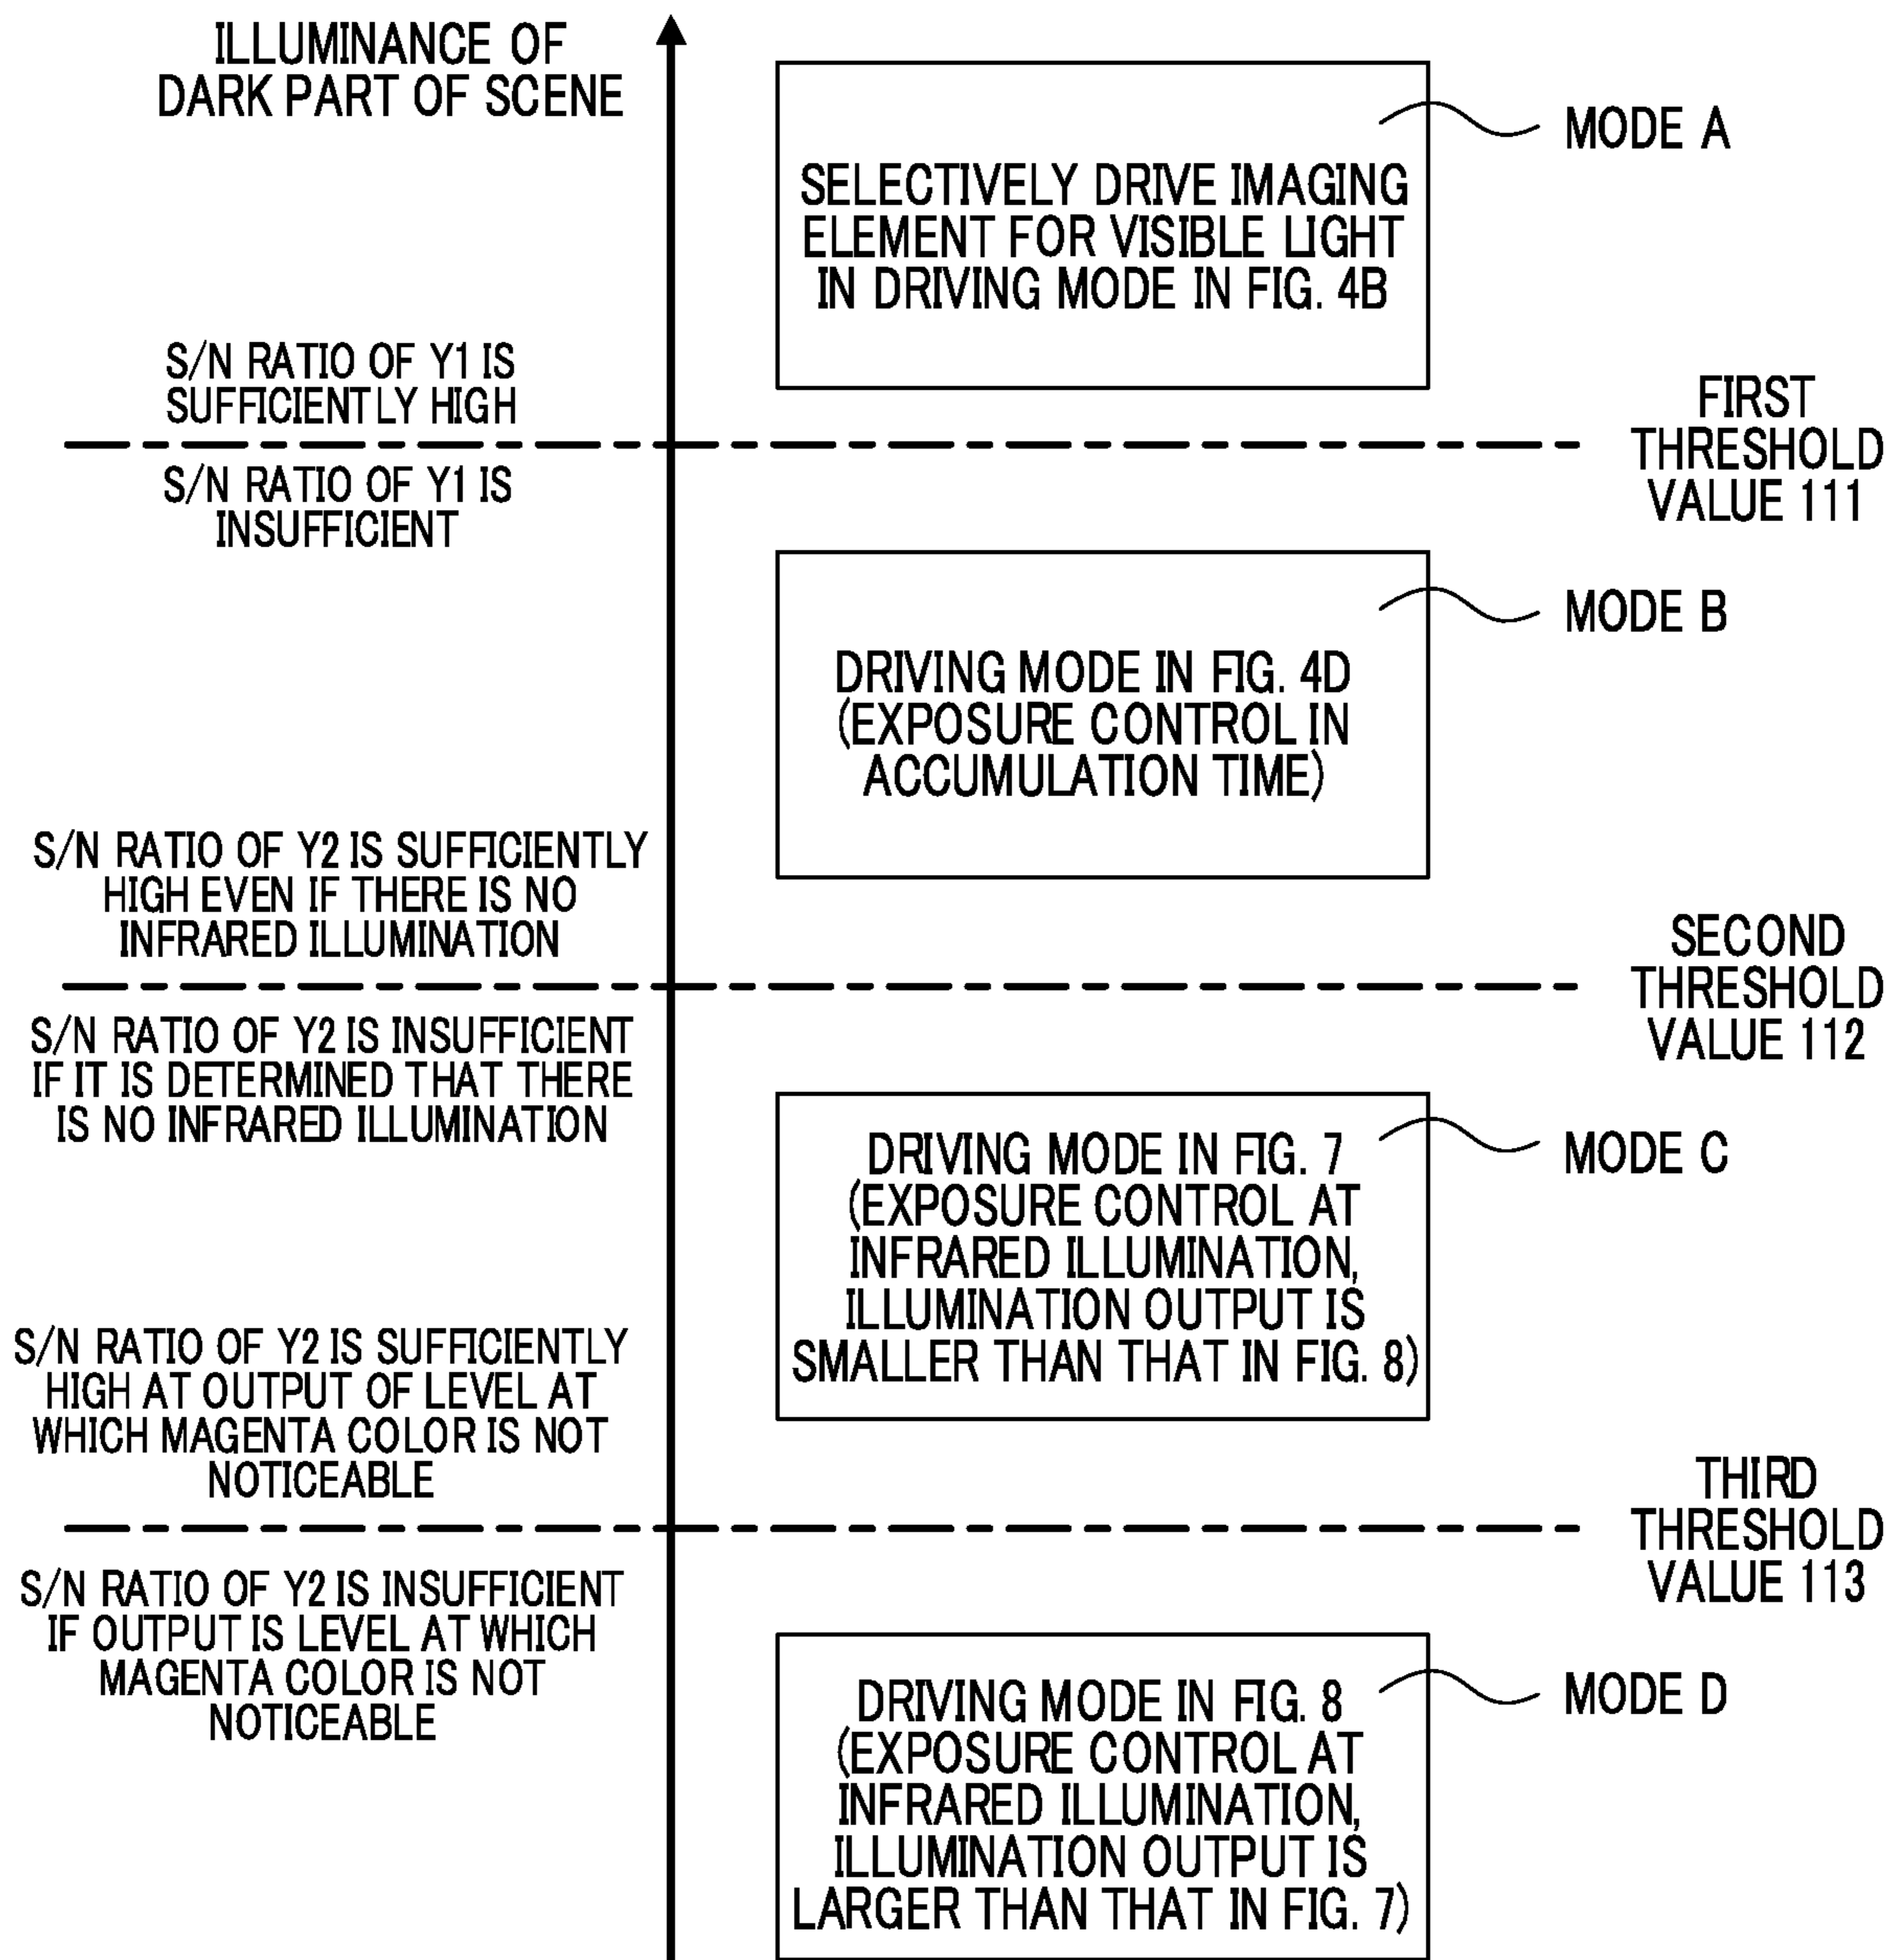 ILLUMINANCE OF
DARK PART OF SCENE
MODE A
SELECTIVELY DRIVE IMAGING
ELEMENT FOR VISIBLE LIGHT
IN DRIVING MODE IN FIG. 4B
S/N RATIO OF Y1 IS
SUFFICIENTLY HIGH
FIRST
THRESHOLD
VALUE 111
S/N RATIO OF Y1 IS
INSUFFICIENT
MODE B
DRIVING MODE IN FIG. 4D
(EXPOSURE CONTROL IN
ACCUMULATION TIME)
S/N RATIO OF Y2 IS SUFFICIENTLY
HIGH EVEN IF THERE IS NO
INFRARED ILLUMINATION
SECOND
THRESHOLD
VALUE 112
S/N RATIO OF Y2 IS INSUFFICIENT
IF IT IS DETERMINED THAT THERE
IS NO INFRARED ILLUMINATION
MODE C
DRIVING MODE IN FIG. 7
(EXPOSURE CONTROL AT
INFRARED ILLUMINATION,
ILLUMINATION OUTPUT IS
SMALLER THAN THAT IN FIG. 8)
S/N RATIO OF Y2 IS SUFFICIENTLY
HIGH AT OUTPUT OF LEVEL AT
WHICH MAGENTA COLOR IS NOT
NOTICEABLE
THIRD
THRESHOLD
VALUE 113
S/N RATIO OF Y2 IS INSUFFICIENT
IF OUTPUT IS LEVEL AT WHICH
MAGENTA COLOR IS NOT
NOTICEABLE
MODE D
DRIVING MODE IN FIG. 8
(EXPOSURE CONTROL AT
INFRARED ILLUMINATION,
ILLUMINATION OUTPUT IS
LARGER THAN THAT IN FIG. 7)